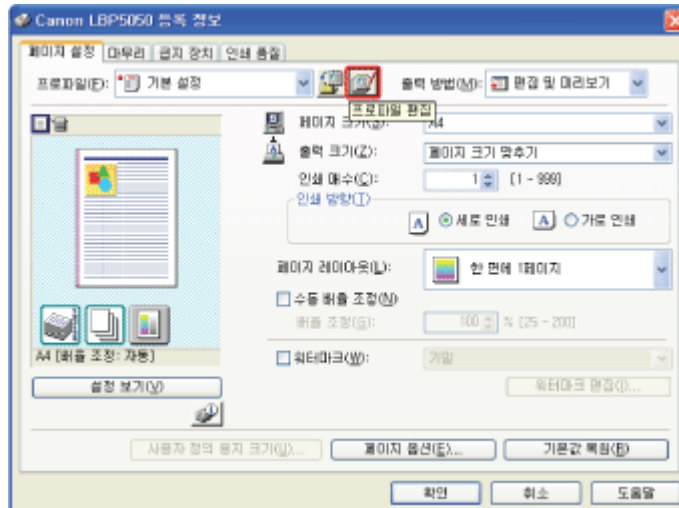 Canon LBP5050 등록 정보
페이지 설정 마무리 급지 장치 인쇄 품질
프로파일(F): 기본 설정 출력 방법(M): 편집 및 미리보기
프로파일 편집
페이지 크기(S): A4
출력 크기(Z): 페이지 크기 맞추기
인쇄 매수(C): 1 [1 - 999]
인쇄 방향(T)
A 세로 인쇄 A 가로 인쇄
페이지 레이아웃(L): 한 면에 1페이지
수동 배율 조정(N)
배율 조정(G): 100 % [25 - 200]
A4 [배율 조정: 자동]
워터마크(W): 기밀
설정 보기(V) 워터마크 편집(I)...
사용자 정의 용지 크기(U)... 페이지 옵션(E)... 기본값 복원(R)
확인 취소 도움말